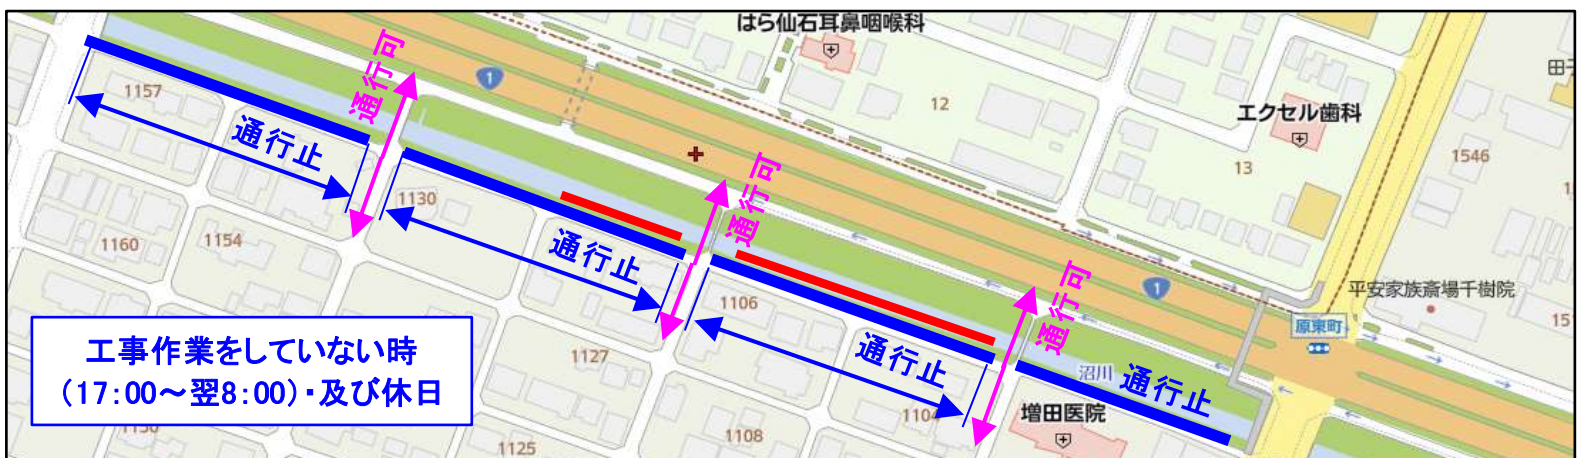 はら仙石耳鼻咽喉科
通行可
1
1157
12
エクセル歯科
通行止
通行可
1546
13
1130
通行止
1160
1154
通行可
1
平安家族斎場千樹院
1106
原東町
工事作業をしていない時
(17:00～翌8:00)・及び休日
1127
通行止
沼川
通行止
増田医院
1104
1108
1125